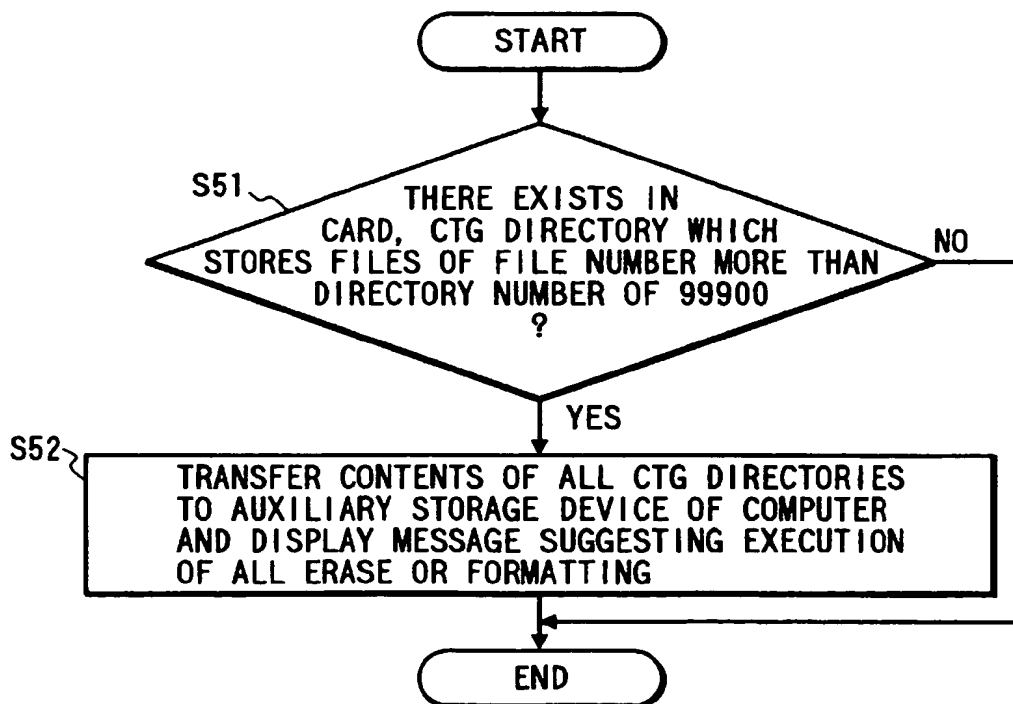 START
S51
THERE EXISTS IN
CARD, CTG DIRECTORY WHICH
STORES FILES OF FILE NUMBER MORE THAN
DIRECTORY NUMBER OF 99900
?
NO
YES
S52
TRANSFER CONTENTS OF ALL CTG DIRECTORIES
TO AUXILIARY STORAGE DEVICE OF COMPUTER
AND DISPLAY MESSAGE SUGGESTING EXECUTION
OF ALL ERASE OR FORMATTING
END